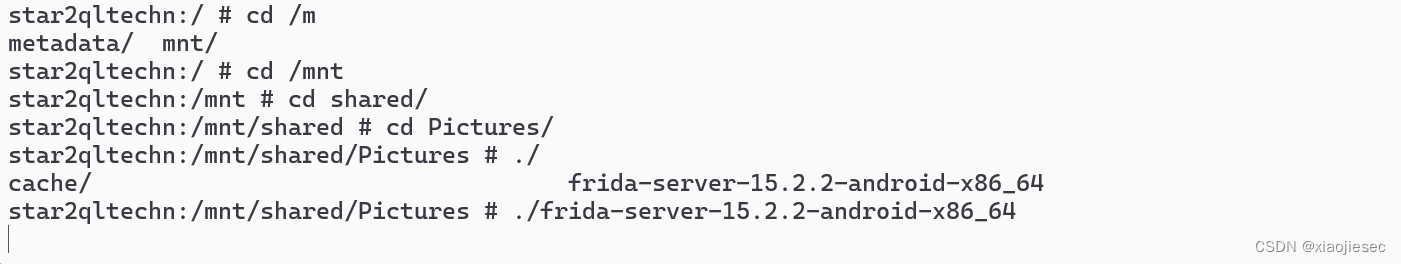 star2qltechn:/ # cd /m
metadata/  mnt/
star2qltechn:/ # cd /mnt
star2qltechn:/mnt # cd shared/
star2qltechn:/mnt/shared # cd Pictures/
star2qltechn:/mnt/shared/Pictures # ./
cache/                                  frida-server-15.2.2-android-x86_64
star2qltechn:/mnt/shared/Pictures # ./frida-server-15.2.2-android-x86_64
CSDN @xiaojiesec